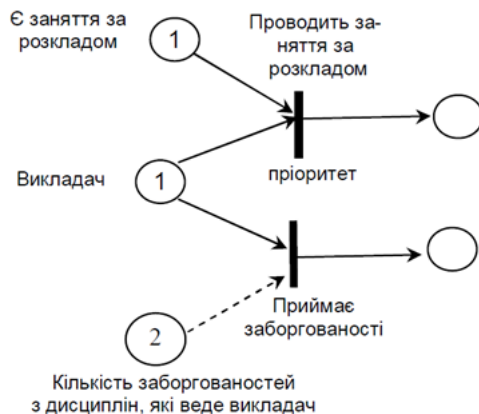 Є заняття за
розкладом
1
Проводить за-
няття за
розкладом
Викладач
1
пріоритет
Приймає
заборгованості
2
Кількість заборгованостей
з дисциплін, які веде викладач